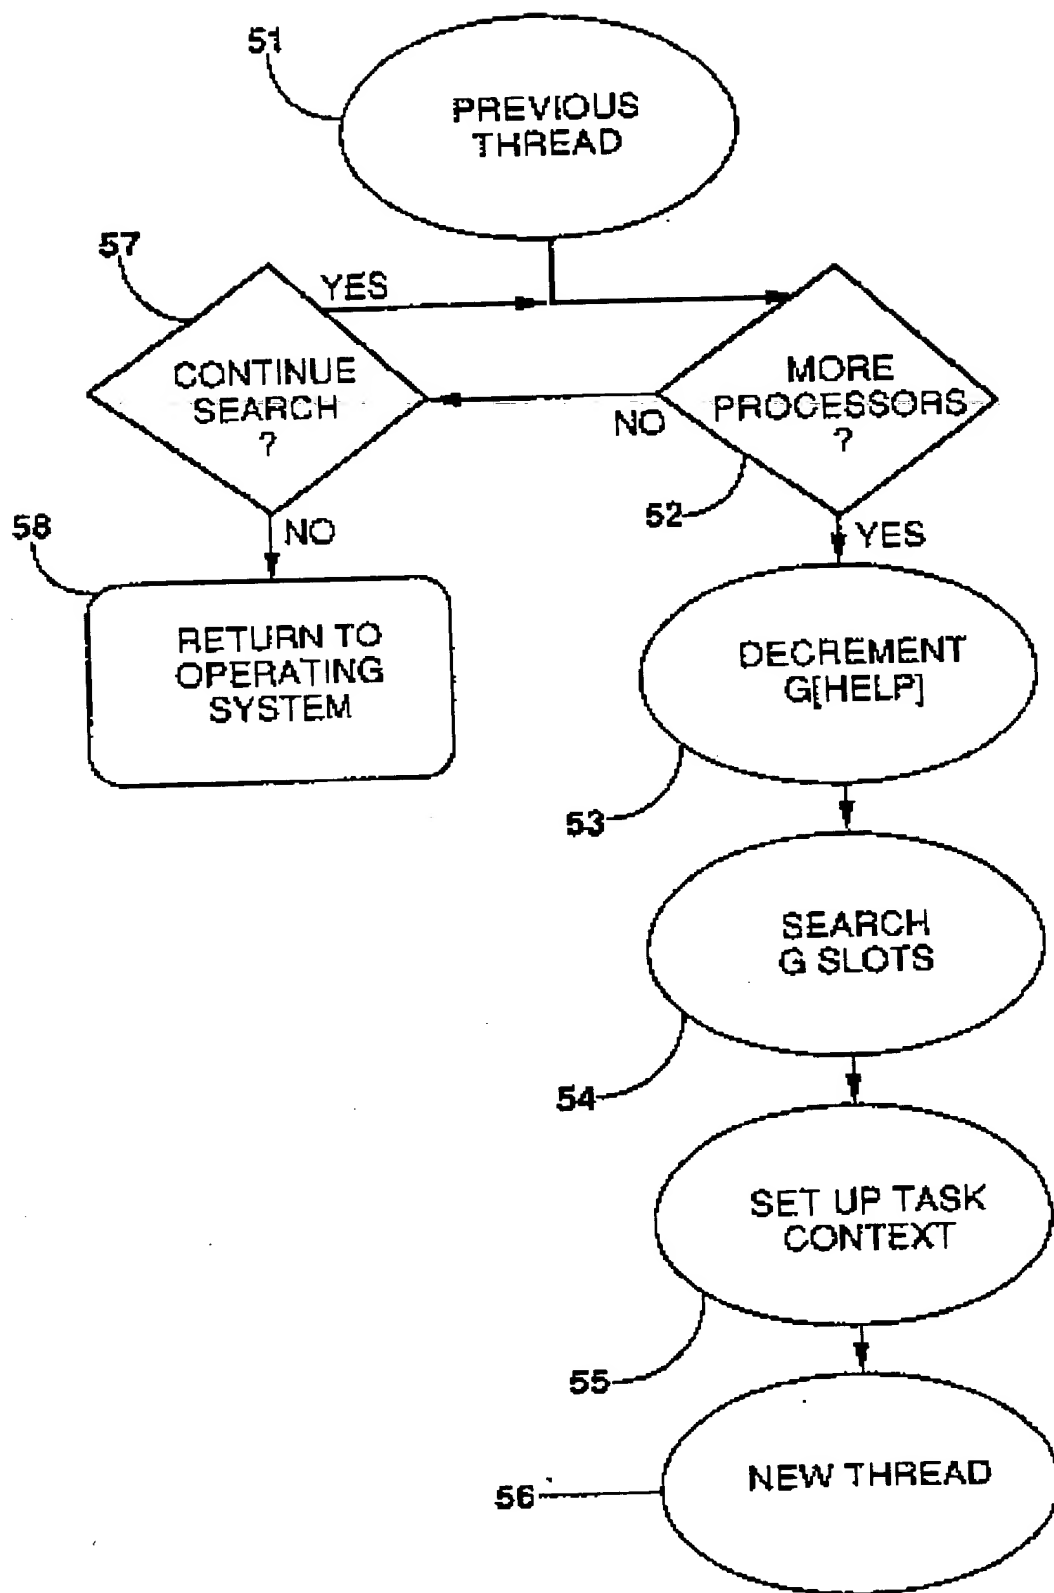 51
PREVIOUS
THREAD
57
YES
CONTINUE
SEARCH
?
MORE
PROCESSORS
?
NO
52
58
NO
YES
RETURN TO
OPERATING
SYSTEM
DECREMENT
G[HELP]
53
SEARCH
G SLOTS
54
SET UP TASK
CONTEXT
55
NEW THREAD
56